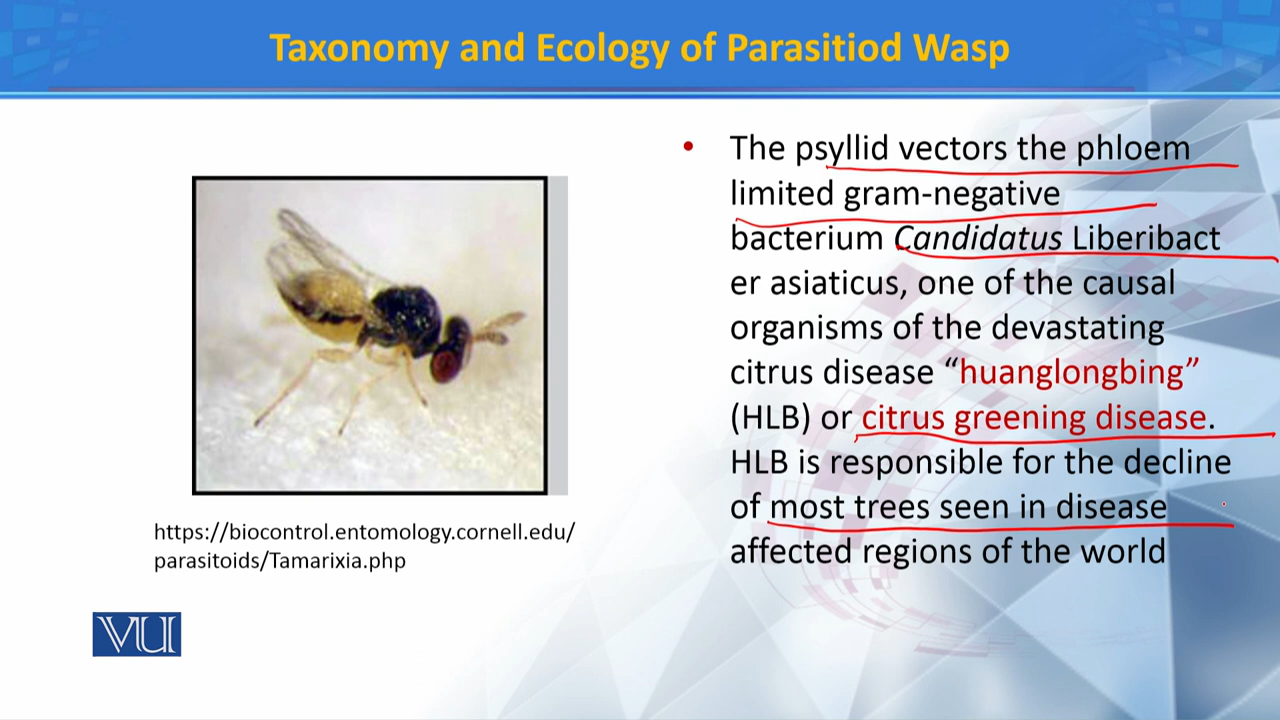 Taxonomy and Ecology of Parasitiod Wasp
• The psyllid vectors the phloem
limited gram-negative
bacterium Candidatus Liberibact
er asiaticus, one of the causal
organisms of the devastating
citrus disease “huanglongbing”
(HLB) or citrus greening disease.
HLB is responsible for the decline
of most trees seen in disease
affected regions of the world
https://biocontrol.entomology.cornell.edu/
parasitoids/Tamarixia.php
VU